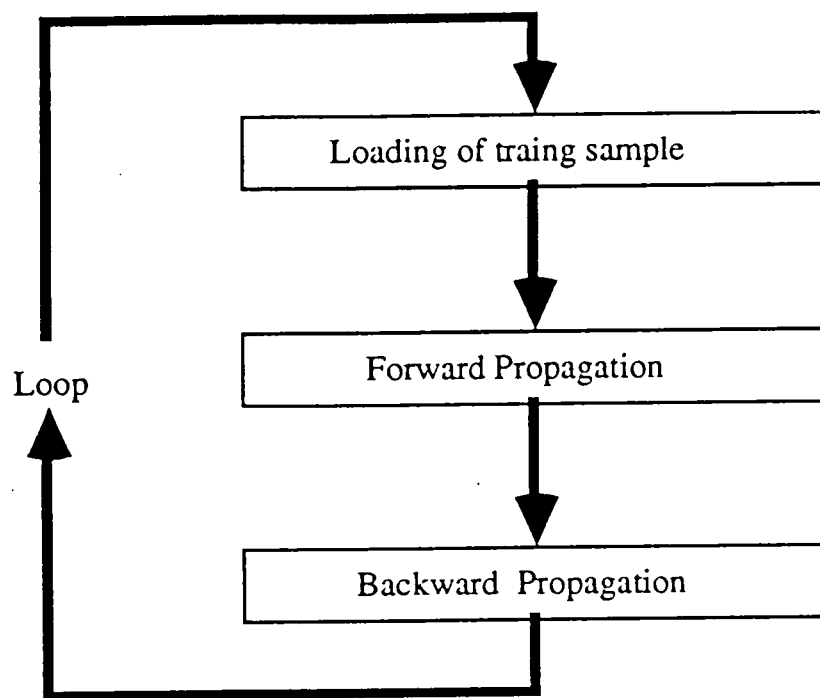 Loading of traing sample
Forward Propagation
Loop
Backward Propagation